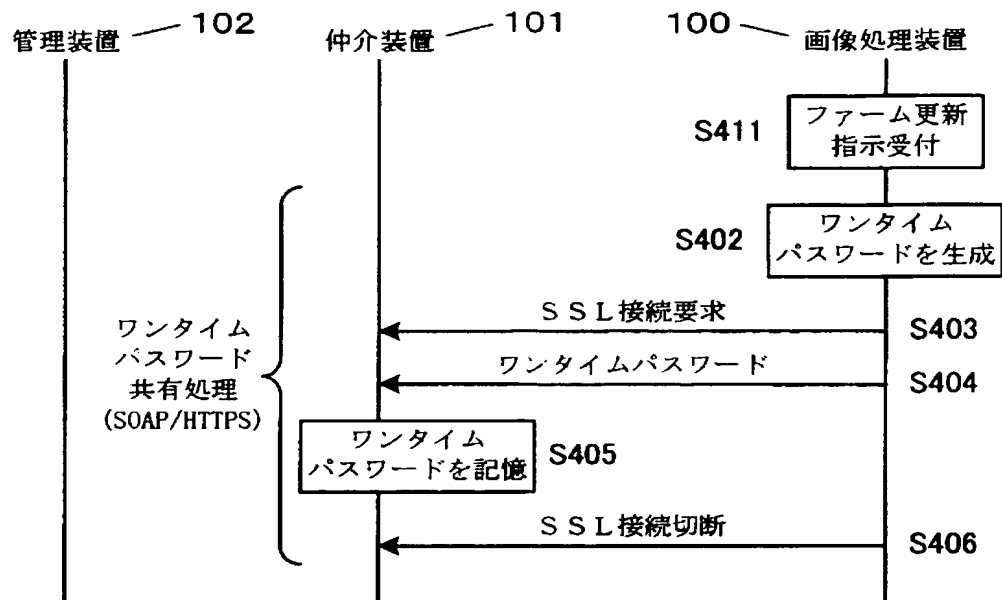 管理装置 102
仲介装置 101
100 画像処理装置
S411
ファーム更新
指示受付
S402
ワンタイム
パスワードを生成
SSL接続要求
S403
ワンタイムパスワード
S404
ワンタイム
パスワード
共有処理
(SOAP/HTTPS)
ワンタイム
パスワードを記憶
S405
SSL接続切断
S406